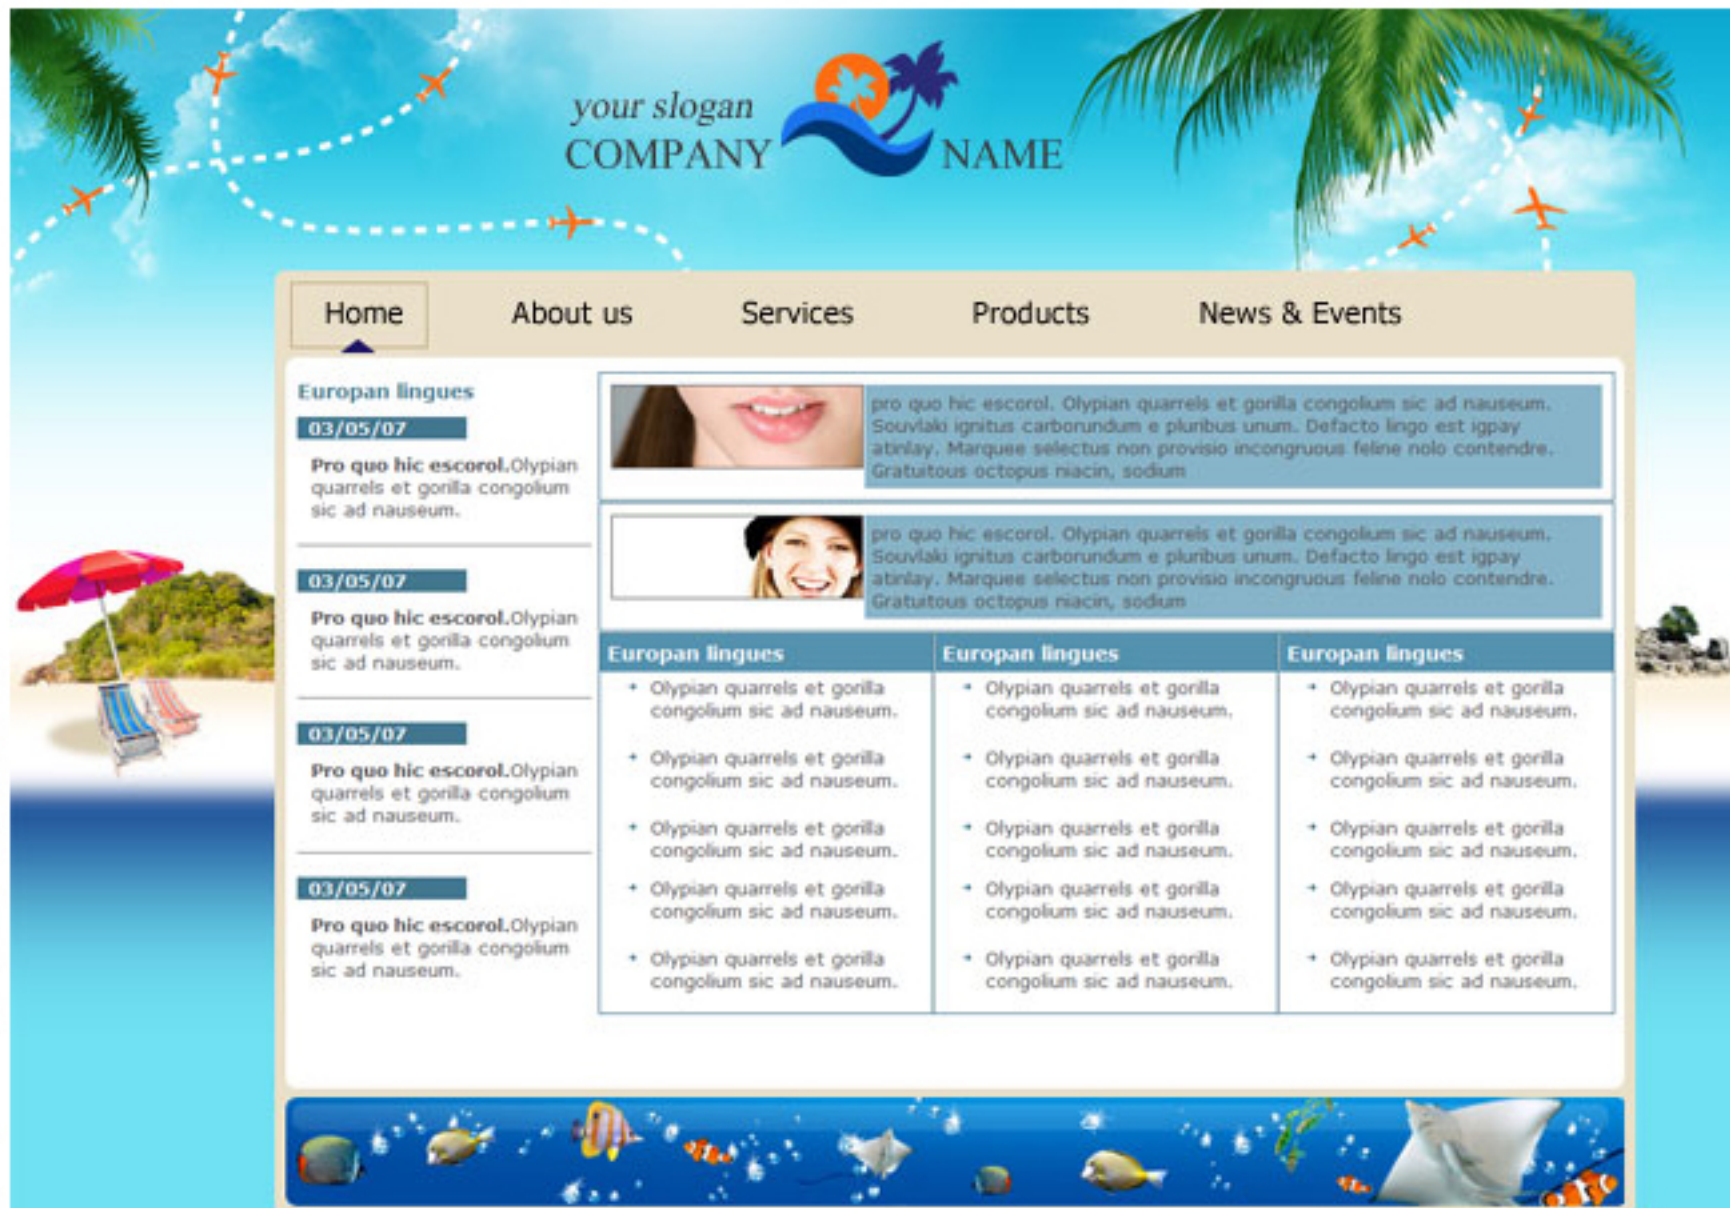 your slogan
COMPANY NAME
Home About us Services Products News & Events
Europan lingues
03/05/07
Pro quo hic escorol.Olypian
quarrels et gorilla congolium
sic ad nauseum.
03/05/07
Pro quo hic escorol.Olypian
quarrels et gorilla congolium
sic ad nauseum.
03/05/07
Pro quo hic escorol.Olypian
quarrels et gorilla congolium
sic ad nauseum.
03/05/07
Pro quo hic escorol.Olypian
quarrels et gorilla congolium
sic ad nauseum.
pro quo hic escorol. Olypian quarrels et gorilla congolium sic ad nauseum.
Souvlaki ignitus carborundum e pluribus unum. Defacto lingo est igpay
atinlay. Marquee selectus non provisio incongruous feline nolo contendre.
Gratuitous octopus niacin, sodium
pro quo hic escorol. Olypian quarrels et gorilla congolium sic ad nauseum.
Souvlaki ignitus carborundum e pluribus unum. Defacto lingo est igpay
atinlay. Marquee selectus non provisio incongruous feline nolo contendre.
Gratuitous octopus niacin, sodium
Europan lingues
Olypian quarrels et gorilla
congolium sic ad nauseum.
Olypian quarrels et gorilla
congolium sic ad nauseum.
Olypian quarrels et gorilla
congolium sic ad nauseum.
Olypian quarrels et gorilla
congolium sic ad nauseum.
Olypian quarrels et gorilla
congolium sic ad nauseum.
Europan lingues
Olypian quarrels et gorilla
congolium sic ad nauseum.
Olypian quarrels et gorilla
congolium sic ad nauseum.
Olypian quarrels et gorilla
congolium sic ad nauseum.
Olypian quarrels et gorilla
congolium sic ad nauseum.
Olypian quarrels et gorilla
congolium sic ad nauseum.
Europan lingues
Olypian quarrels et gorilla
congolium sic ad nauseum.
Olypian quarrels et gorilla
congolium sic ad nauseum.
Olypian quarrels et gorilla
congolium sic ad nauseum.
Olypian quarrels et gorilla
congolium sic ad nauseum.
Olypian quarrels et gorilla
congolium sic ad nauseum.